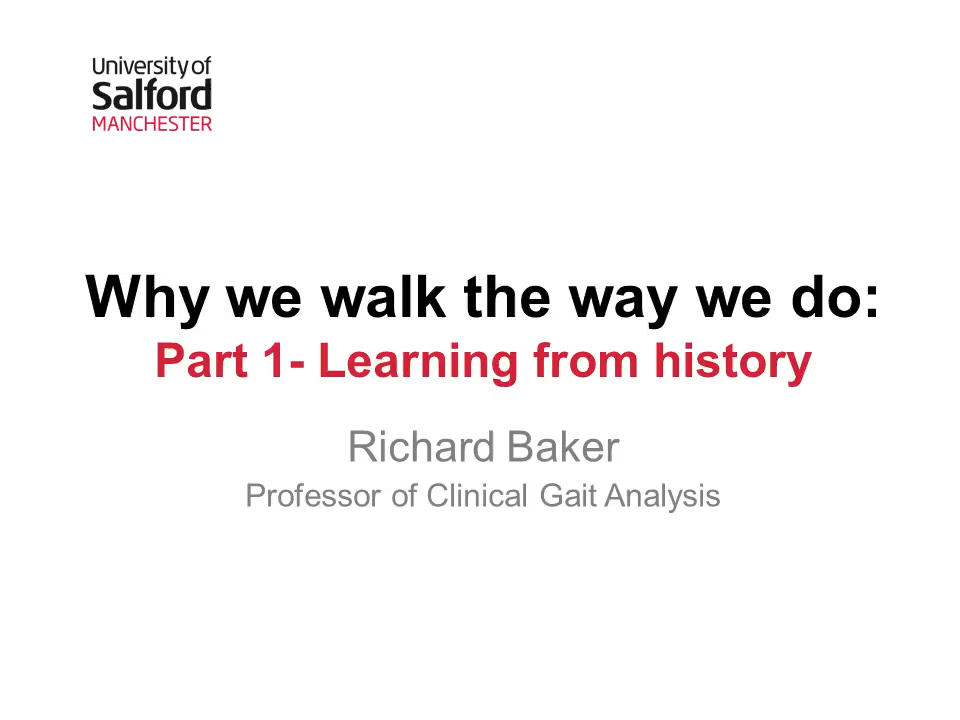 University of
Salford
MANCHESTER
Why we walk the way we do:
Part 1- Learning from history
Richard Baker
Professor of Clinical Gait Analysis